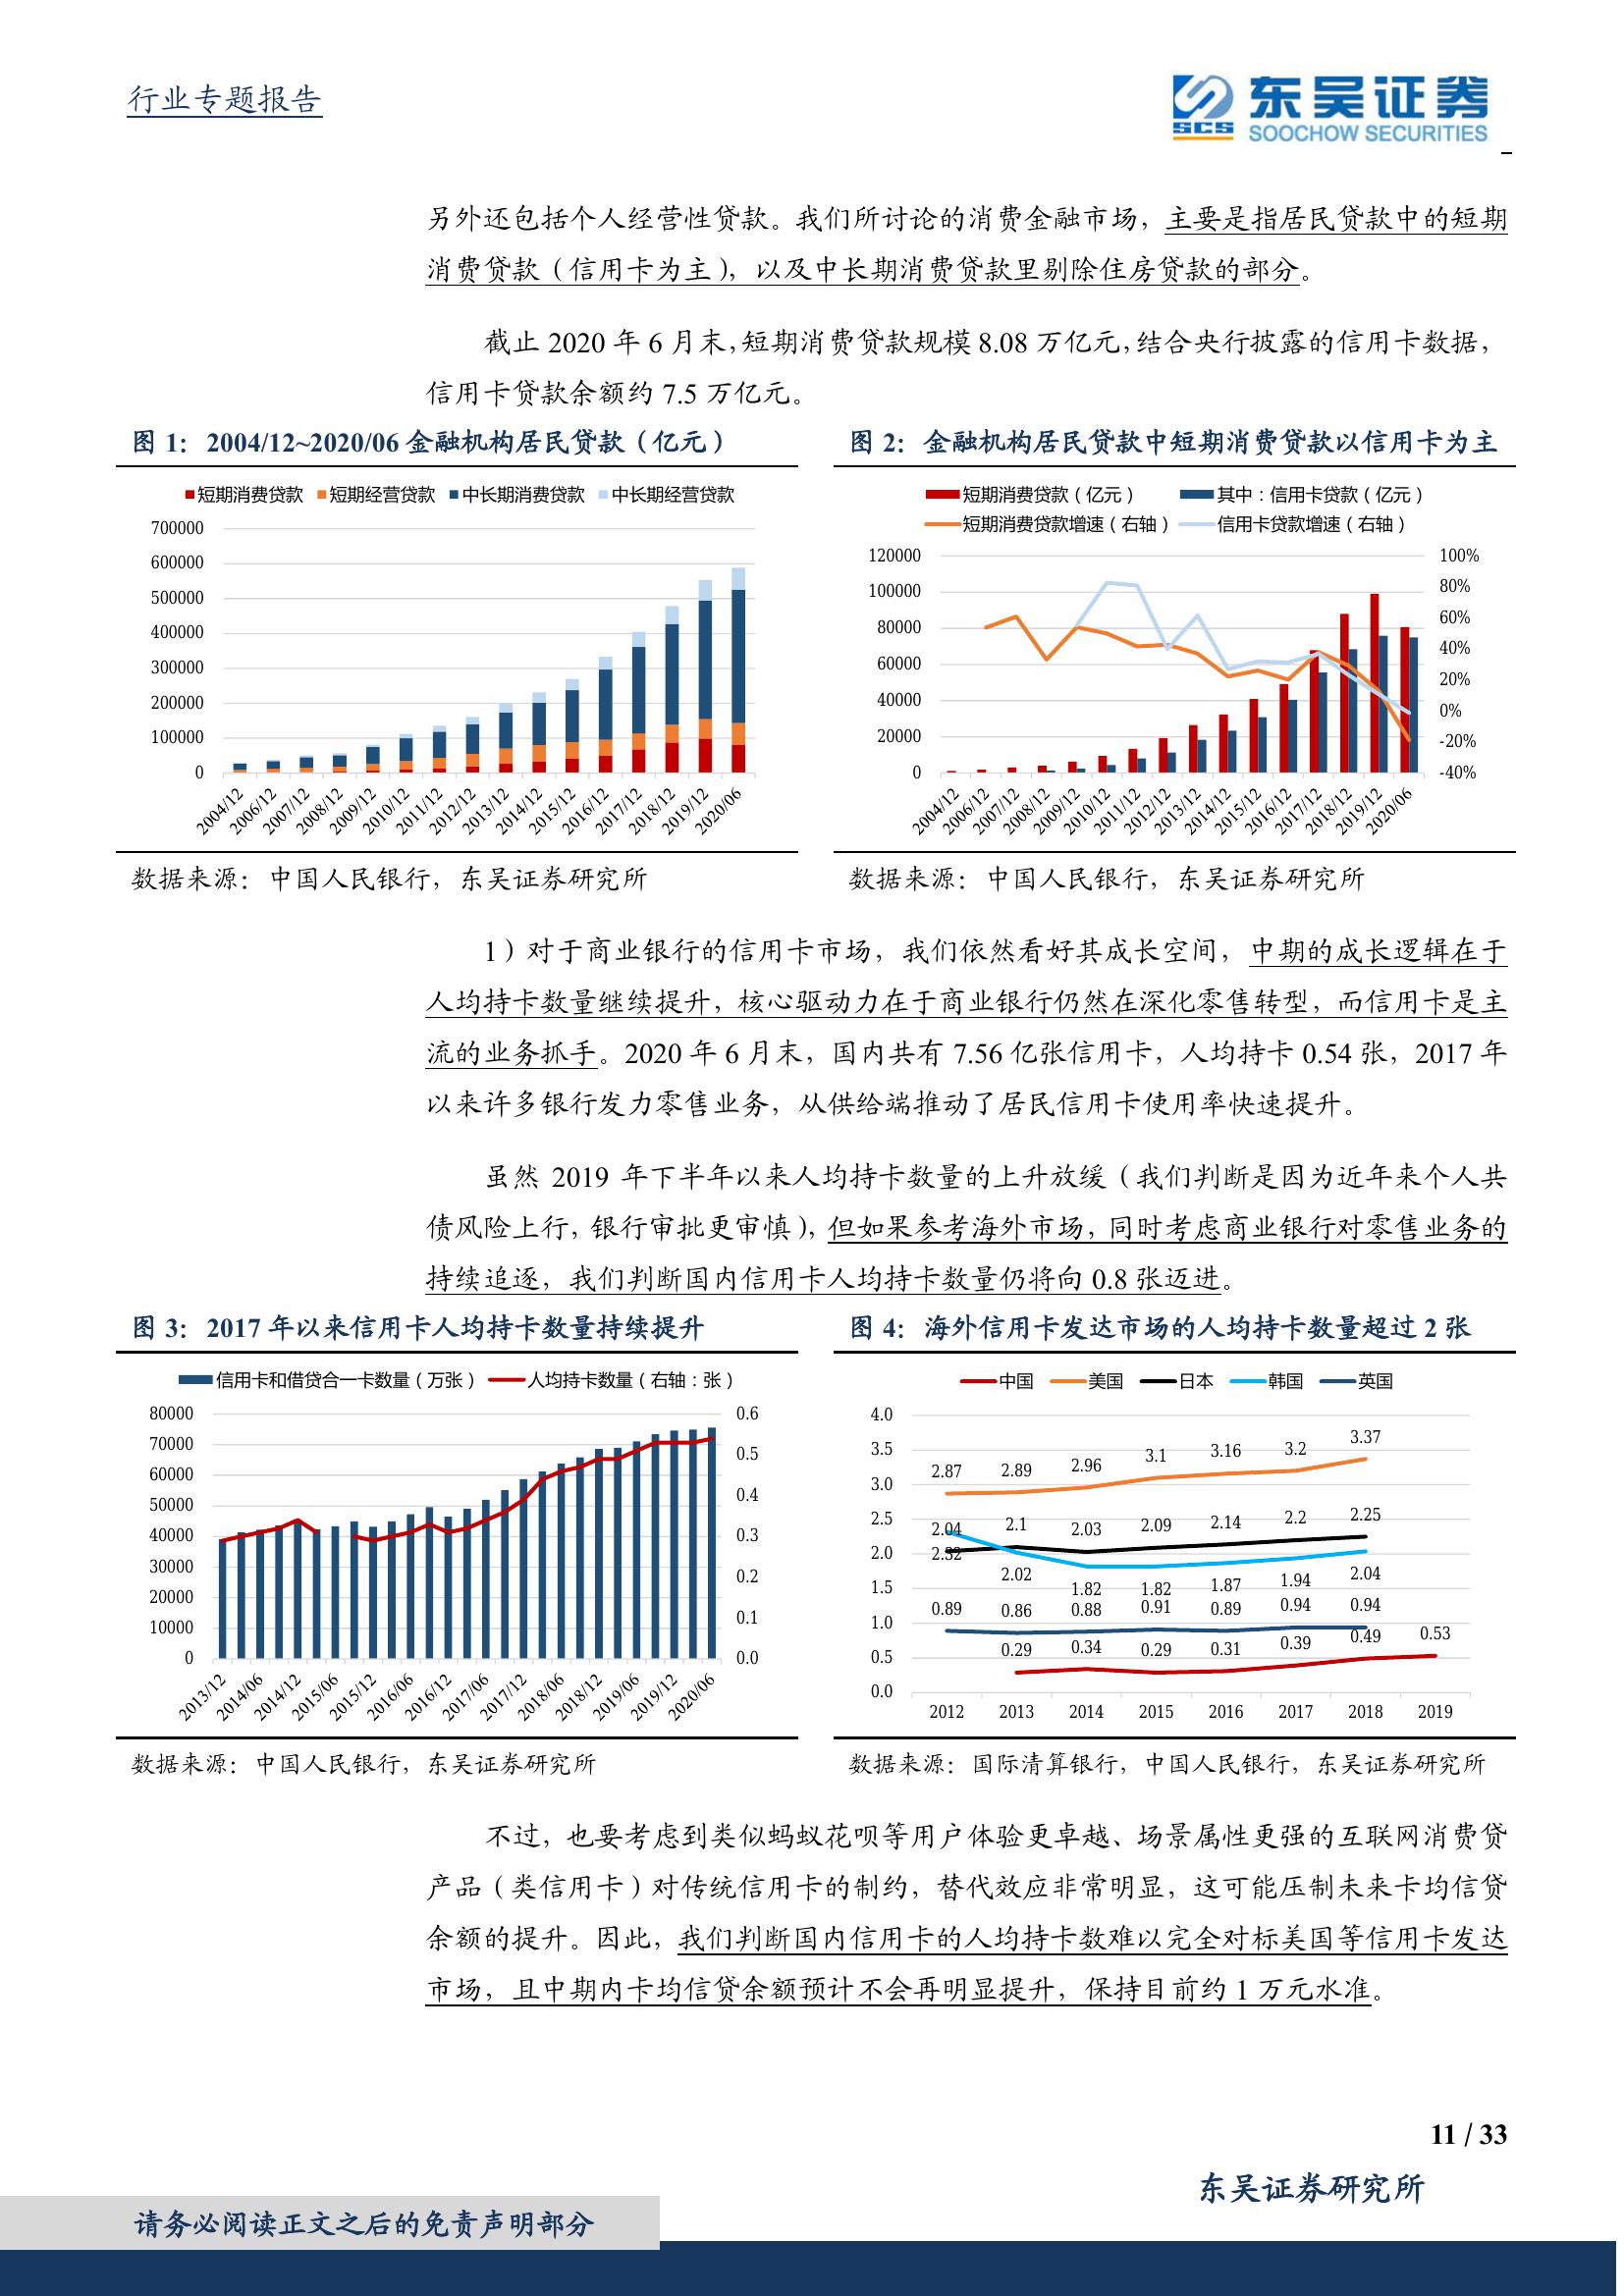 行业专题报告
东吴证券
SCS
SOOCHOW SECURITIES
另外还包括个人经营性贷款。我们所讨论的消费金融市场，主要是指居民贷款中的短期
消费贷款（信用卡为主），以及中长期消费贷款里剔除住房贷款的部分。
截止 2020 年 6 月末，短期消费贷款规模 8.08 万亿元，结合央行披露的信用卡数据，
信用卡贷款余额约 7.5 万亿元。
图 1：2004/12~2020/06 金融机构居民贷款（亿元）
短期消费贷款 短期经营贷款 中长期消费贷款 中长期经营贷款
700000
600000
500000
400000
300000
200000
100000
0
2004/12 2006/12 2007/12 2008/12 2009/12 2010/12 2011/12 2012/12 2013/12 2014/12 2015/12 2016/12 2017/12 2018/12 2019/12 2020/06
数据来源：中国人民银行，东吴证券研究所
图 2：金融机构居民贷款中短期消费贷款以信用卡为主
短期消费贷款（亿元） 其中：信用卡贷款（亿元）
短期消费贷款增速（右轴） 信用卡贷款增速（右轴）
120000
100000
80000
60000
40000
20000
0
100%
80%
60%
40%
20%
0%
-20%
-40%
2004/12 2006/12 2007/12 2008/12 2009/12 2010/12 2011/12 2012/12 2013/12 2014/12 2015/12 2016/12 2017/12 2018/12 2019/12 2020/06
数据来源：中国人民银行，东吴证券研究所
1）对于商业银行的信用卡市场，我们依然看好其成长空间，中期的成长逻辑在于
人均持卡数量继续提升，核心驱动力在于商业银行仍然在深化零售转型，而信用卡是主
流的业务抓手。2020 年 6 月末，国内共有 7.56 亿张信用卡，人均持卡 0.54 张，2017 年
以来许多银行发力零售业务，从供给端推动了居民信用卡使用率快速提升。
虽然 2019 年下半年以来人均持卡数量的上升放缓（我们判断是因为近年来个人共
债风险上行，银行审批更审慎），但如果参考海外市场，同时考虑商业银行对零售业务的
持续追逐，我们判断国内信用卡人均持卡数量仍将向 0.8 张迈进。
图 3：2017 年以来信用卡人均持卡数量持续提升
信用卡和借贷合一卡数量（万张） 人均持卡数量（右轴：张）
80000
70000
60000
50000
40000
30000
20000
10000
0
0.6
0.5
0.4
0.3
0.2
0.1
0.0
2013/12 2014/06 2014/12 2015/06 2015/12 2016/06 2016/12 2017/06 2017/12 2018/06 2018/12 2019/06 2019/12 2020/06
数据来源：中国人民银行，东吴证券研究所
图 4：海外信用卡发达市场的人均持卡数量超过 2 张
中国 美国 日本 韩国 英国
4.0
3.5
3.0
2.5
2.0
1.5
1.0
0.5
0.0
2.87 2.89 2.96 3.1 3.16 3.2 3.37
2.04 2.1 2.03 2.09 2.14 2.2 2.25
2.32 2.02 1.82 1.82 1.87 1.94 2.04
0.89 0.86 0.88 0.91 0.89 0.94 0.94
0.29 0.34 0.29 0.31 0.39 0.49 0.53
2012 2013 2014 2015 2016 2017 2018 2019
数据来源：国际清算银行，中国人民银行，东吴证券研究所
不过，也要考虑到类似蚂蚁花呗等用户体验更卓越、场景属性更强的互联网消费贷
产品（类信用卡）对传统信用卡的制约，替代效应非常明显，这可能压制未来卡均信贷
余额的提升。因此，我们判断国内信用卡的人均持卡数难以完全对标美国等信用卡发达
市场，且中期内卡均信贷余额预计不会再明显提升，保持目前约 1 万元水准。
11 / 33
东吴证券研究所
请务必阅读正文之后的免责声明部分